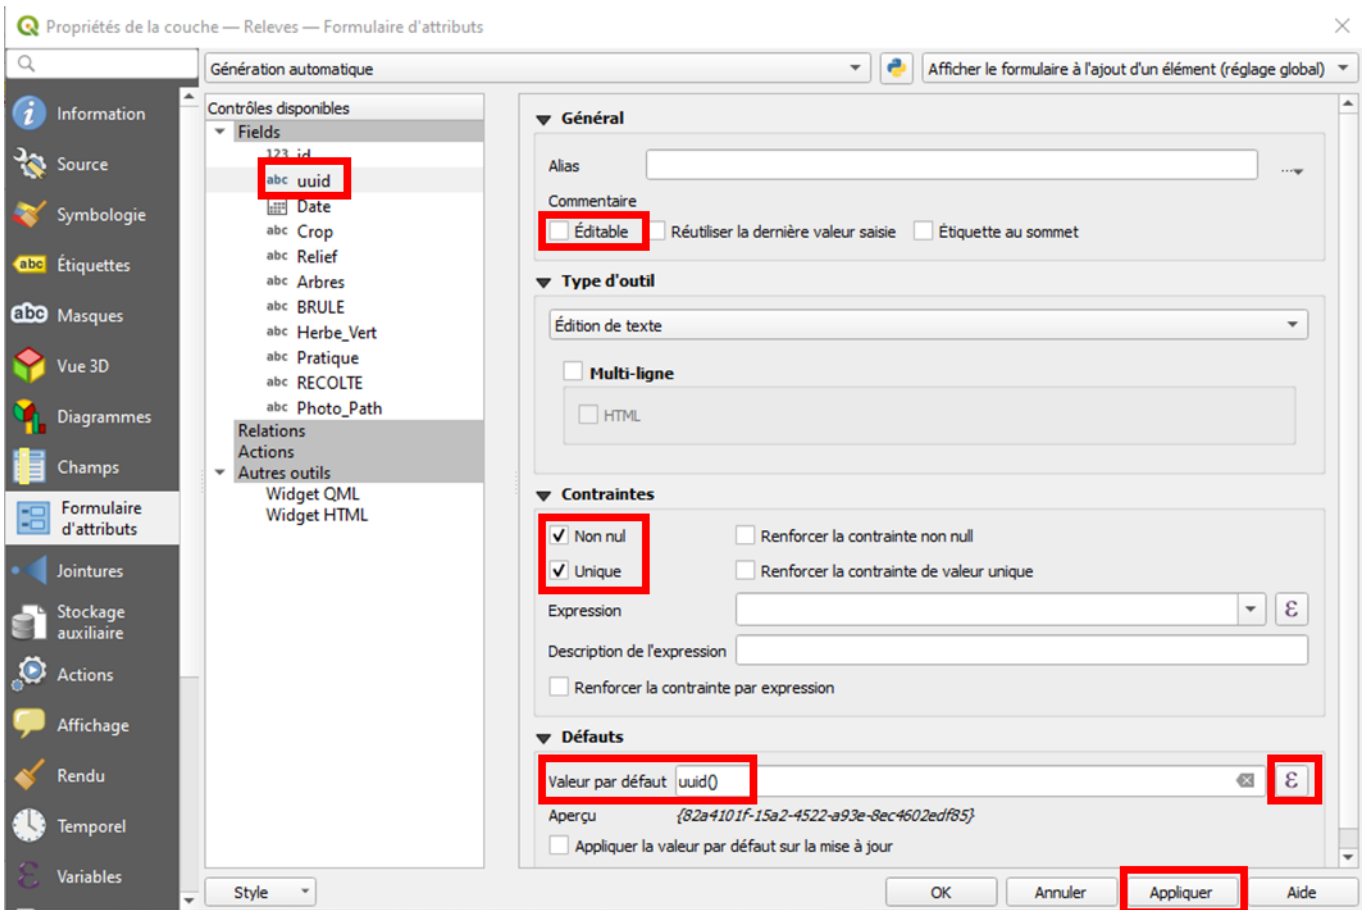 Propriétés de la couche — Releves — Formulaire d'attributs
Génération automatique
Afficher le formulaire à l'ajout d'un élément (réglage global)
Information
Source
Symbologie
abc Étiquettes
abc Masques
Vue 3D
Diagrammes
Champs
Formulaire
d'attributs
Jointures
Stockage
auxiliaire
Actions
Affichage
Rendu
Temporel
Variables
Contrôles disponibles
Fields
123 id
abc uuid
Date
abc Crop
abc Relief
abc Arbres
abc BRULE
abc Herbe_Vert
abc Pratique
abc RECOLTE
abc Photo_Path
Relations
Actions
Autres outils
Widget QML
Widget HTML
Général
Alias
...
Commentaire
Éditable Réutiliser la dernière valeur saisie Étiquette au sommet
Type d'outil
Édition de texte
Multi-ligne
HTML
Contraintes
Non nul Renforcer la contrainte non null
Unique Renforcer la contrainte de valeur unique
Expression ε
Description de l'expression
Renforcer la contrainte par expression
Défauts
Valeur par défaut uuid() ε
Aperçu {82a4101f-15a2-4522-a93e-8ec4602edf85}
Appliquer la valeur par défaut sur la mise à jour
Style OK Annuler Appliquer Aide